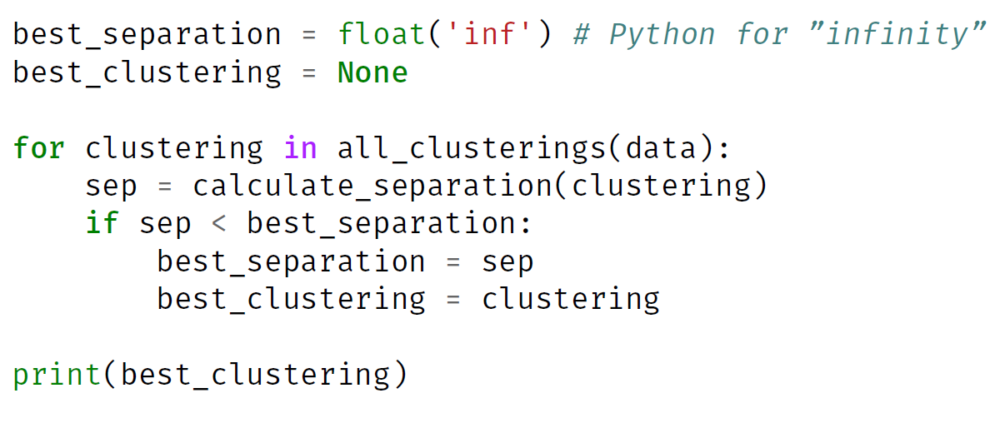 best_separation = float('inf') # Python for ”infinity”
best_clustering = None

for clustering in all_clusterings(data):
    sep = calculate_separation(clustering)
    if sep < best_separation:
        best_separation = sep
        best_clustering = clustering

print(best_clustering)